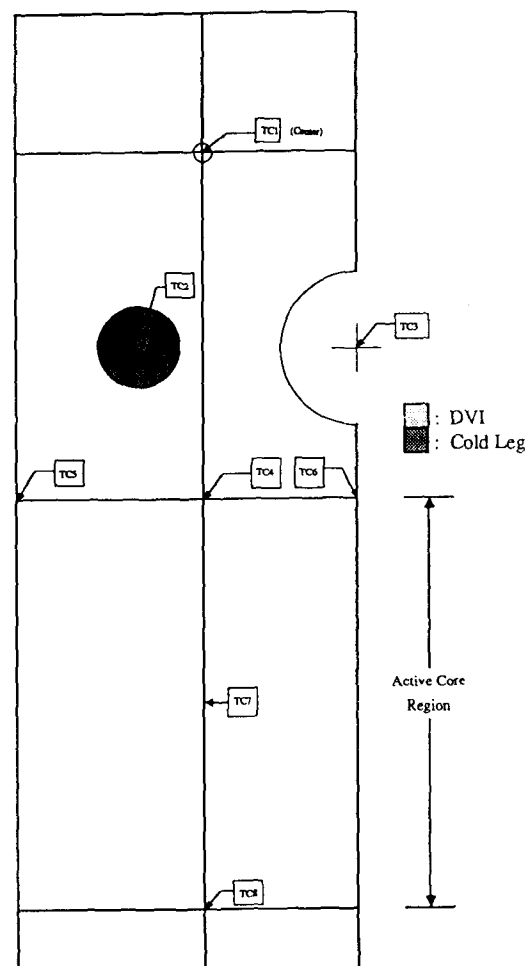 TC1 (Center)
TC2
TC3
: DVI
: Cold Leg
TC5
TC4
TC6
Active Core
Region
TC7
TC8